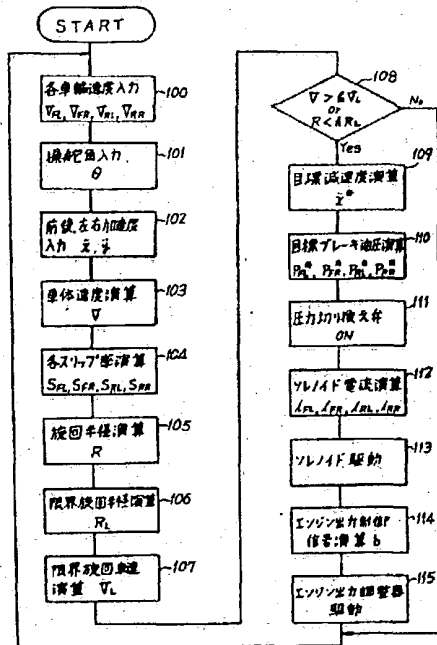 START
各車輪速度入力
V_FL, V_FR, V_RL, V_RR
100
操舵角入力
θ
101
前後,左右加速度
入力 ẍ, ÿ
102
車体速度演算
V
103
各スリップ率演算
S_FL, S_FR, S_RL, S_RR
104
旋回半径演算
R
105
限界旋回半径演算
R_L
106
限界旋回車速
演算 V_L
107
108
or
No
Yes
目標減速度演算
ẍ*
109
目標ブレーキ油圧演算
P_FL*, P_FR*, P_RL*, P_RR*
110
圧力切り換え弁
ON
111
ソレノイド電流演算
i_FL, i_FR, i_RL, i_RR
112
ソレノイド駆動
113
エンジン出力制御
信号演算 b
114
エンジン出力調整器
駆動
115